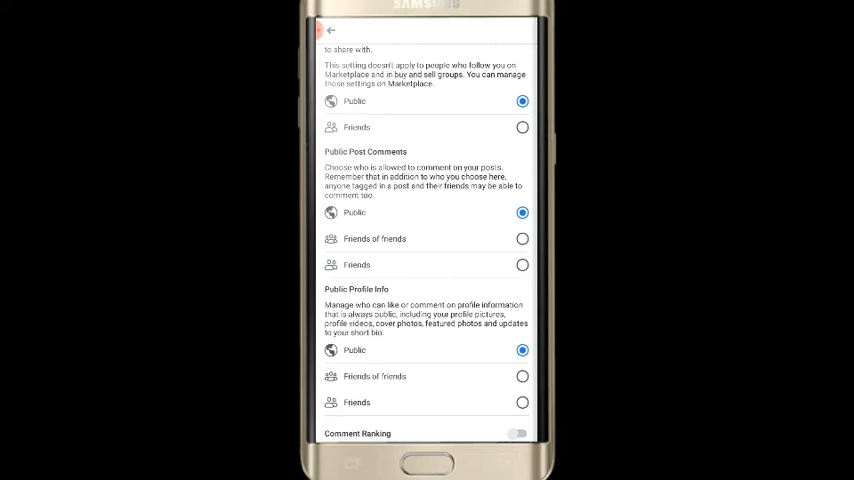 SAMSUNG
to share with.
This setting doesn't apply to people who follow you on
Marketplace and in buy and sell groups. You can manage
those settings on Marketplace.
Public
Friends
Public Post Comments
Choose who is allowed to comment on your posts.
Remember that in addition to who you choose here,
anyone tagged in a post and their friends may be able to
comment too.
Public
Friends of friends
Friends
Public Profile Info
Manage who can like or comment on profile information
that is always public, including your profile pictures,
profile videos, cover photos, featured photos and updates
to your short bio.
Public
Friends of friends
Friends
Comment Ranking